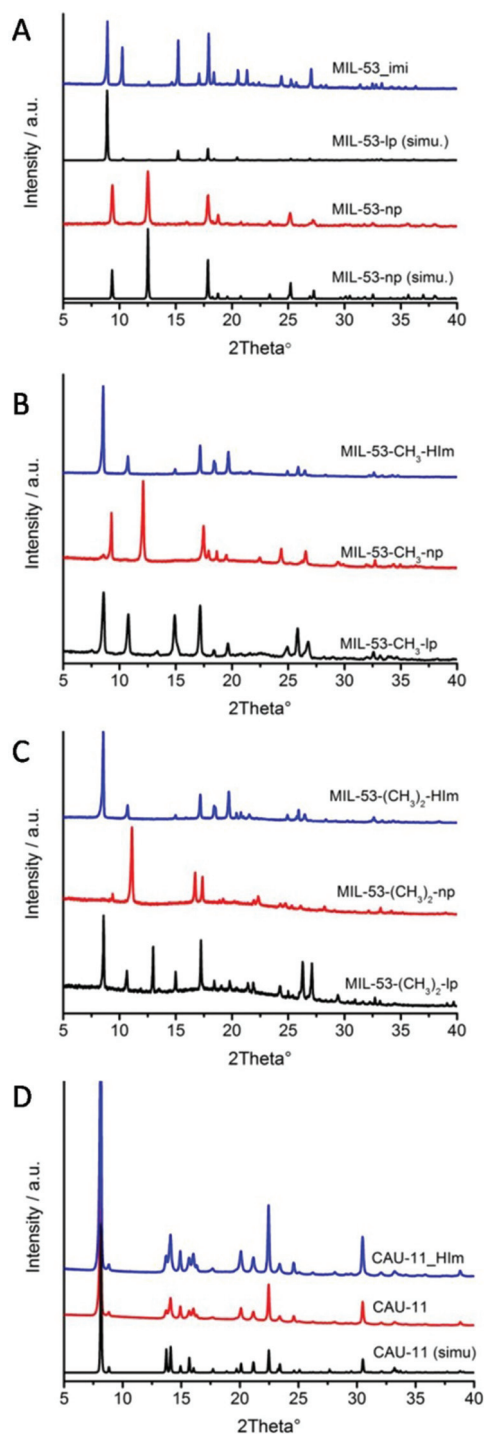 A
Intensity / a.u.
MIL-53_imi
MIL-53-lp (simu.)
MIL-53-np
MIL-53-np (simu.)
5 10 15 20 25 30 35 40
2Theta°
B
Intensity / a.u.
MIL-53-CH₃-HIm
MIL-53-CH₃-np
MIL-53-CH₃-lp
5 10 15 20 25 30 35 40
2Theta°
C
Intensity / a.u.
MIL-53-(CH₃)₂-HIm
MIL-53-(CH₃)₂-np
MIL-53-(CH₃)₂-lp
5 10 15 20 25 30 35 40
2Theta°
D
Intensity / a.u.
CAU-11_HIm
CAU-11
CAU-11 (simu)
5 10 15 20 25 30 35 40
2Theta°